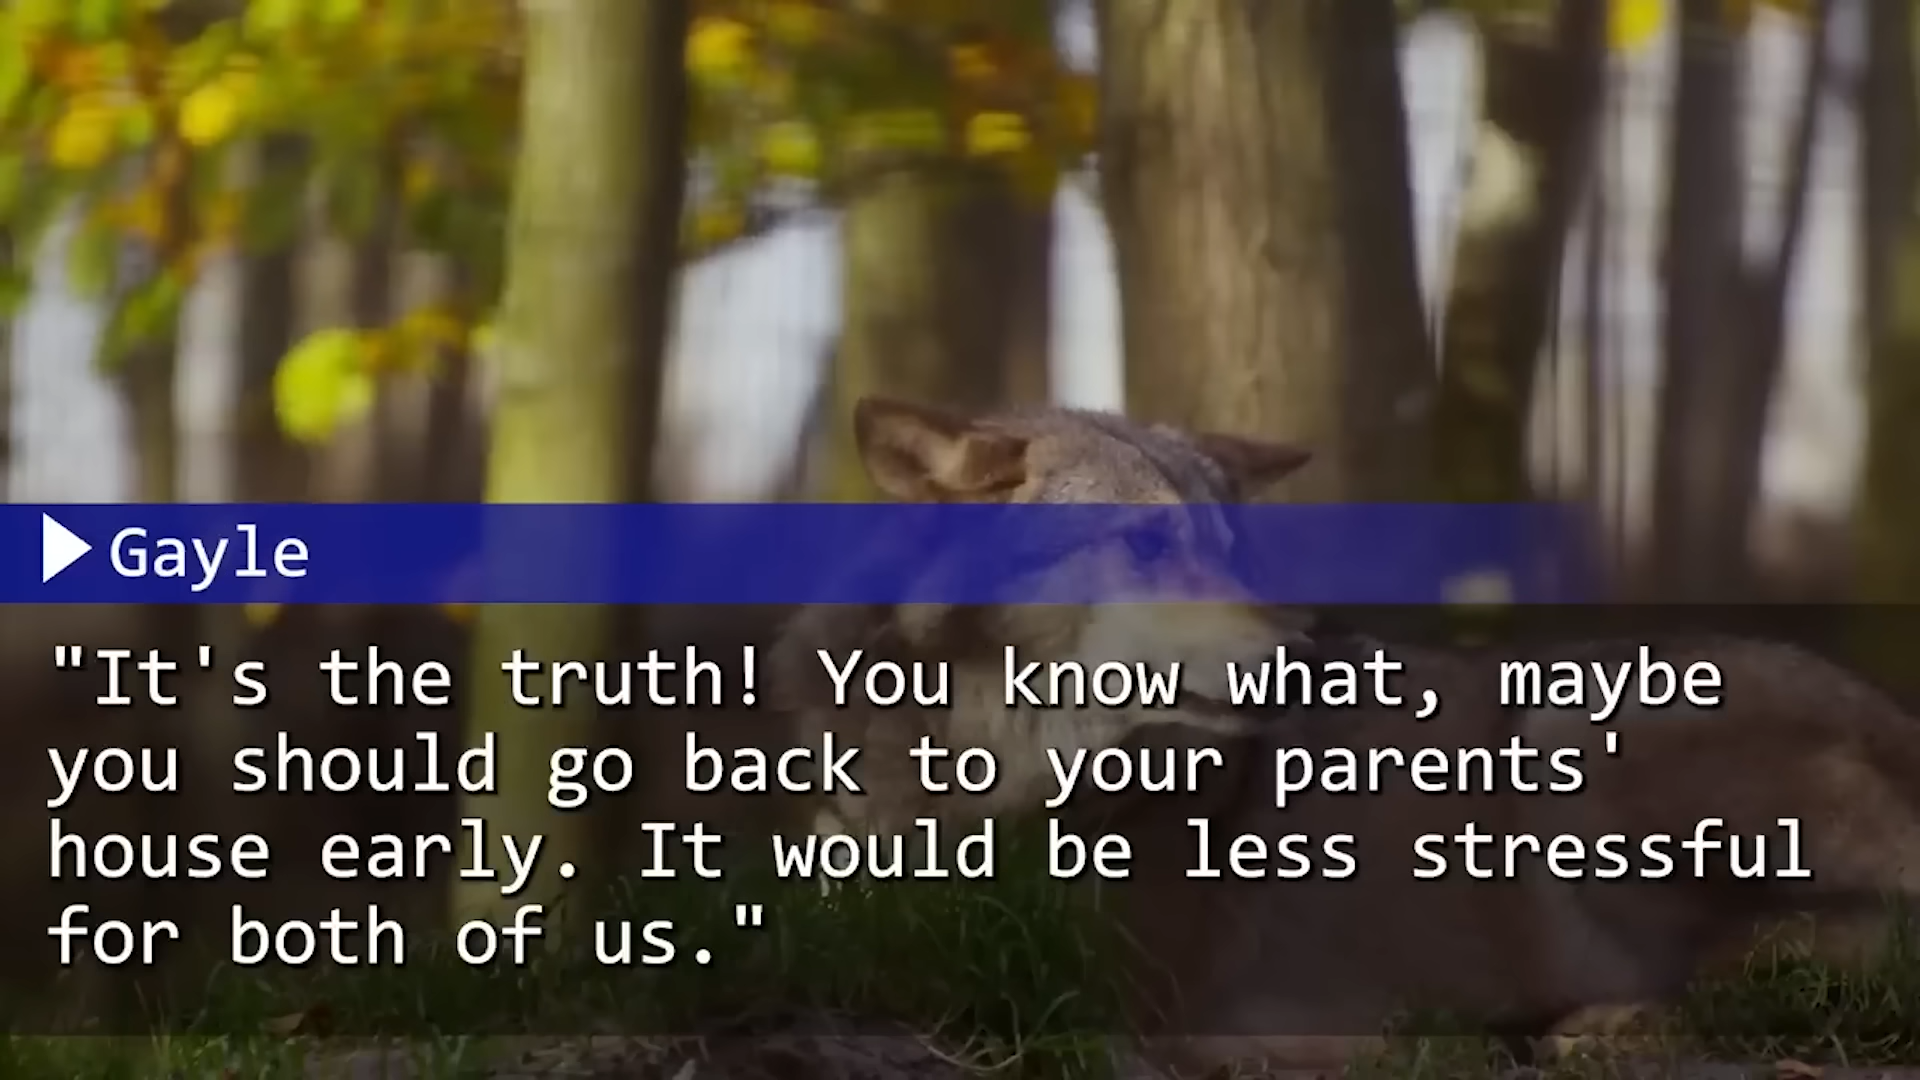 Gayle
"It's the truth! You know what, maybe
you should go back to your parents'
house early. It would be less stressful
for both of us."